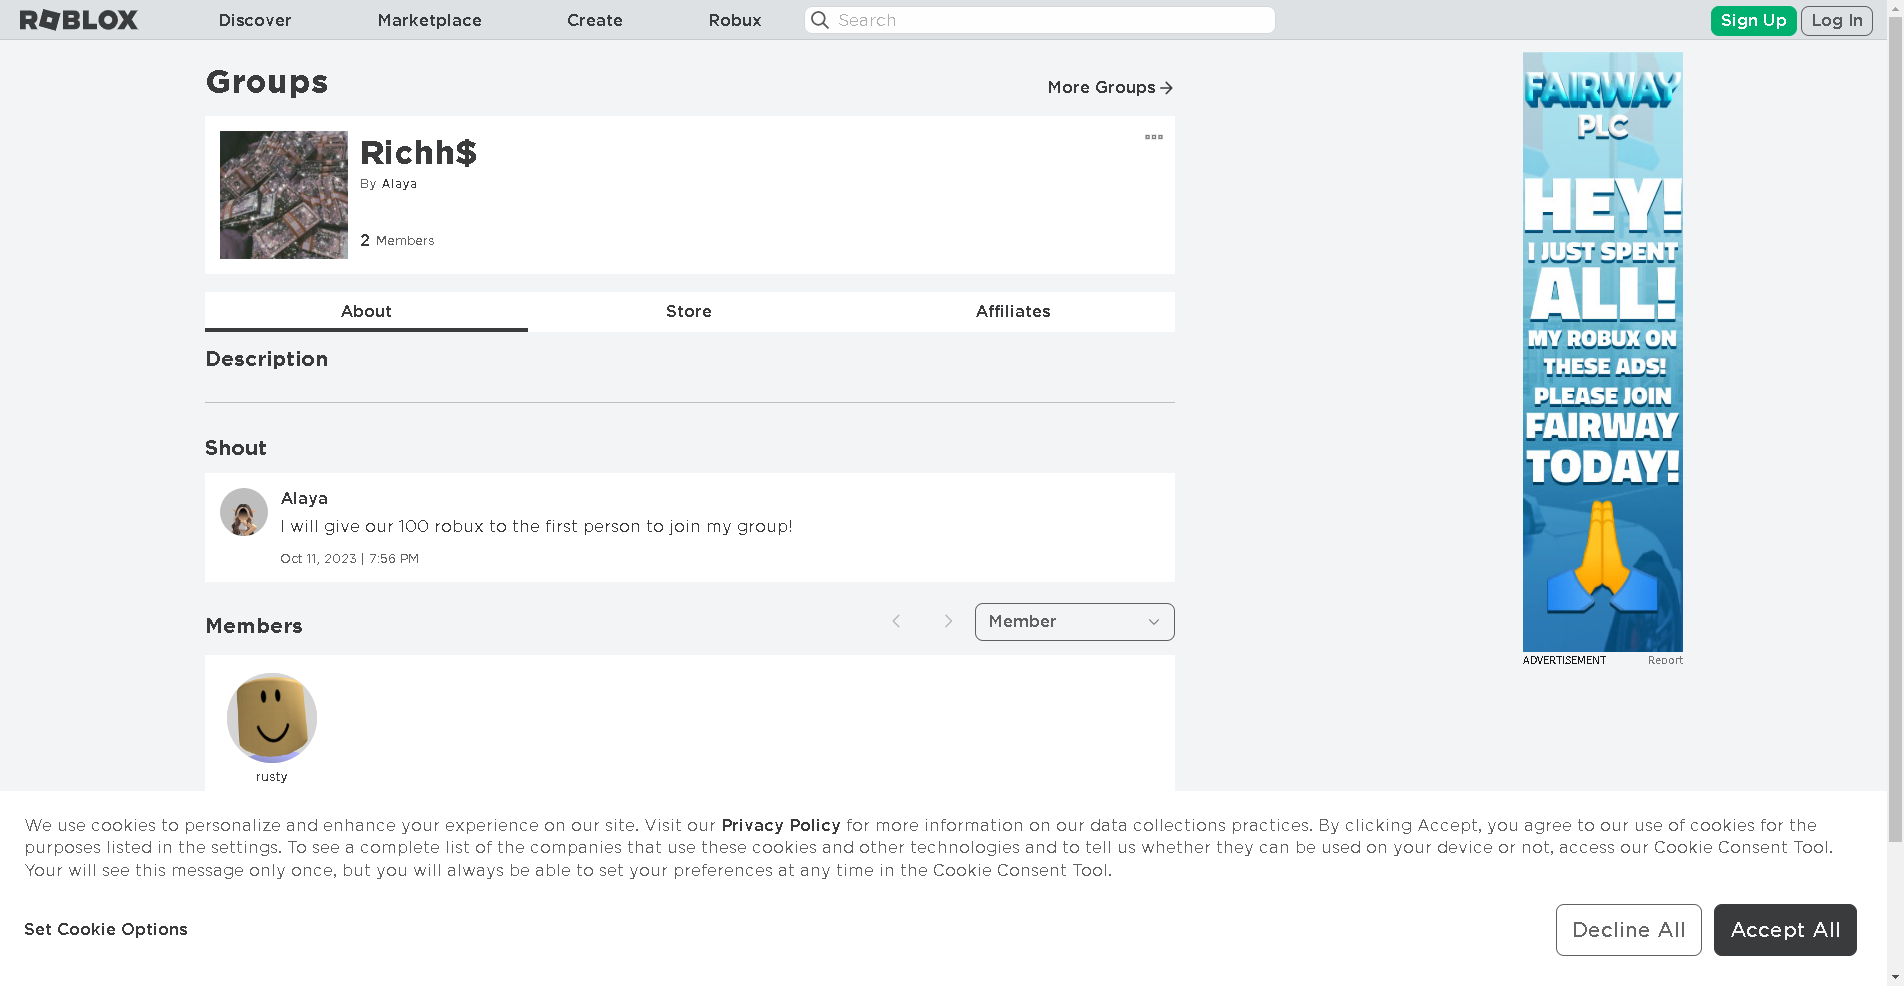 ROBLOX
Discover
Marketplace
Create
Robux
Search
Sign Up
Log In
Groups
More Groups
Richh$
By Alaya
2 Members
About
Store
Affiliates
Description
Shout
Alaya
I will give our 100 robux to the first person to join my group!
Oct 11, 2023 | 7:56 PM
Members
Member
rusty
FAIRWAY
PLC
HEY!
I JUST SPENT
ALL!
MY ROBUX ON
THESE ADS!
PLEASE JOIN
FAIRWAY
TODAY!
ADVERTISEMENT
Report
We use cookies to personalize and enhance your experience on our site. Visit our Privacy Policy for more information on our data collections practices. By clicking Accept, you agree to our use of cookies for the
purposes listed in the settings. To see a complete list of the companies that use these cookies and other technologies and to tell us whether they can be used on your device or not, access our Cookie Consent Tool.
Your will see this message only once, but you will always be able to set your preferences at any time in the Cookie Consent Tool.
Set Cookie Options
Decline All
Accept All